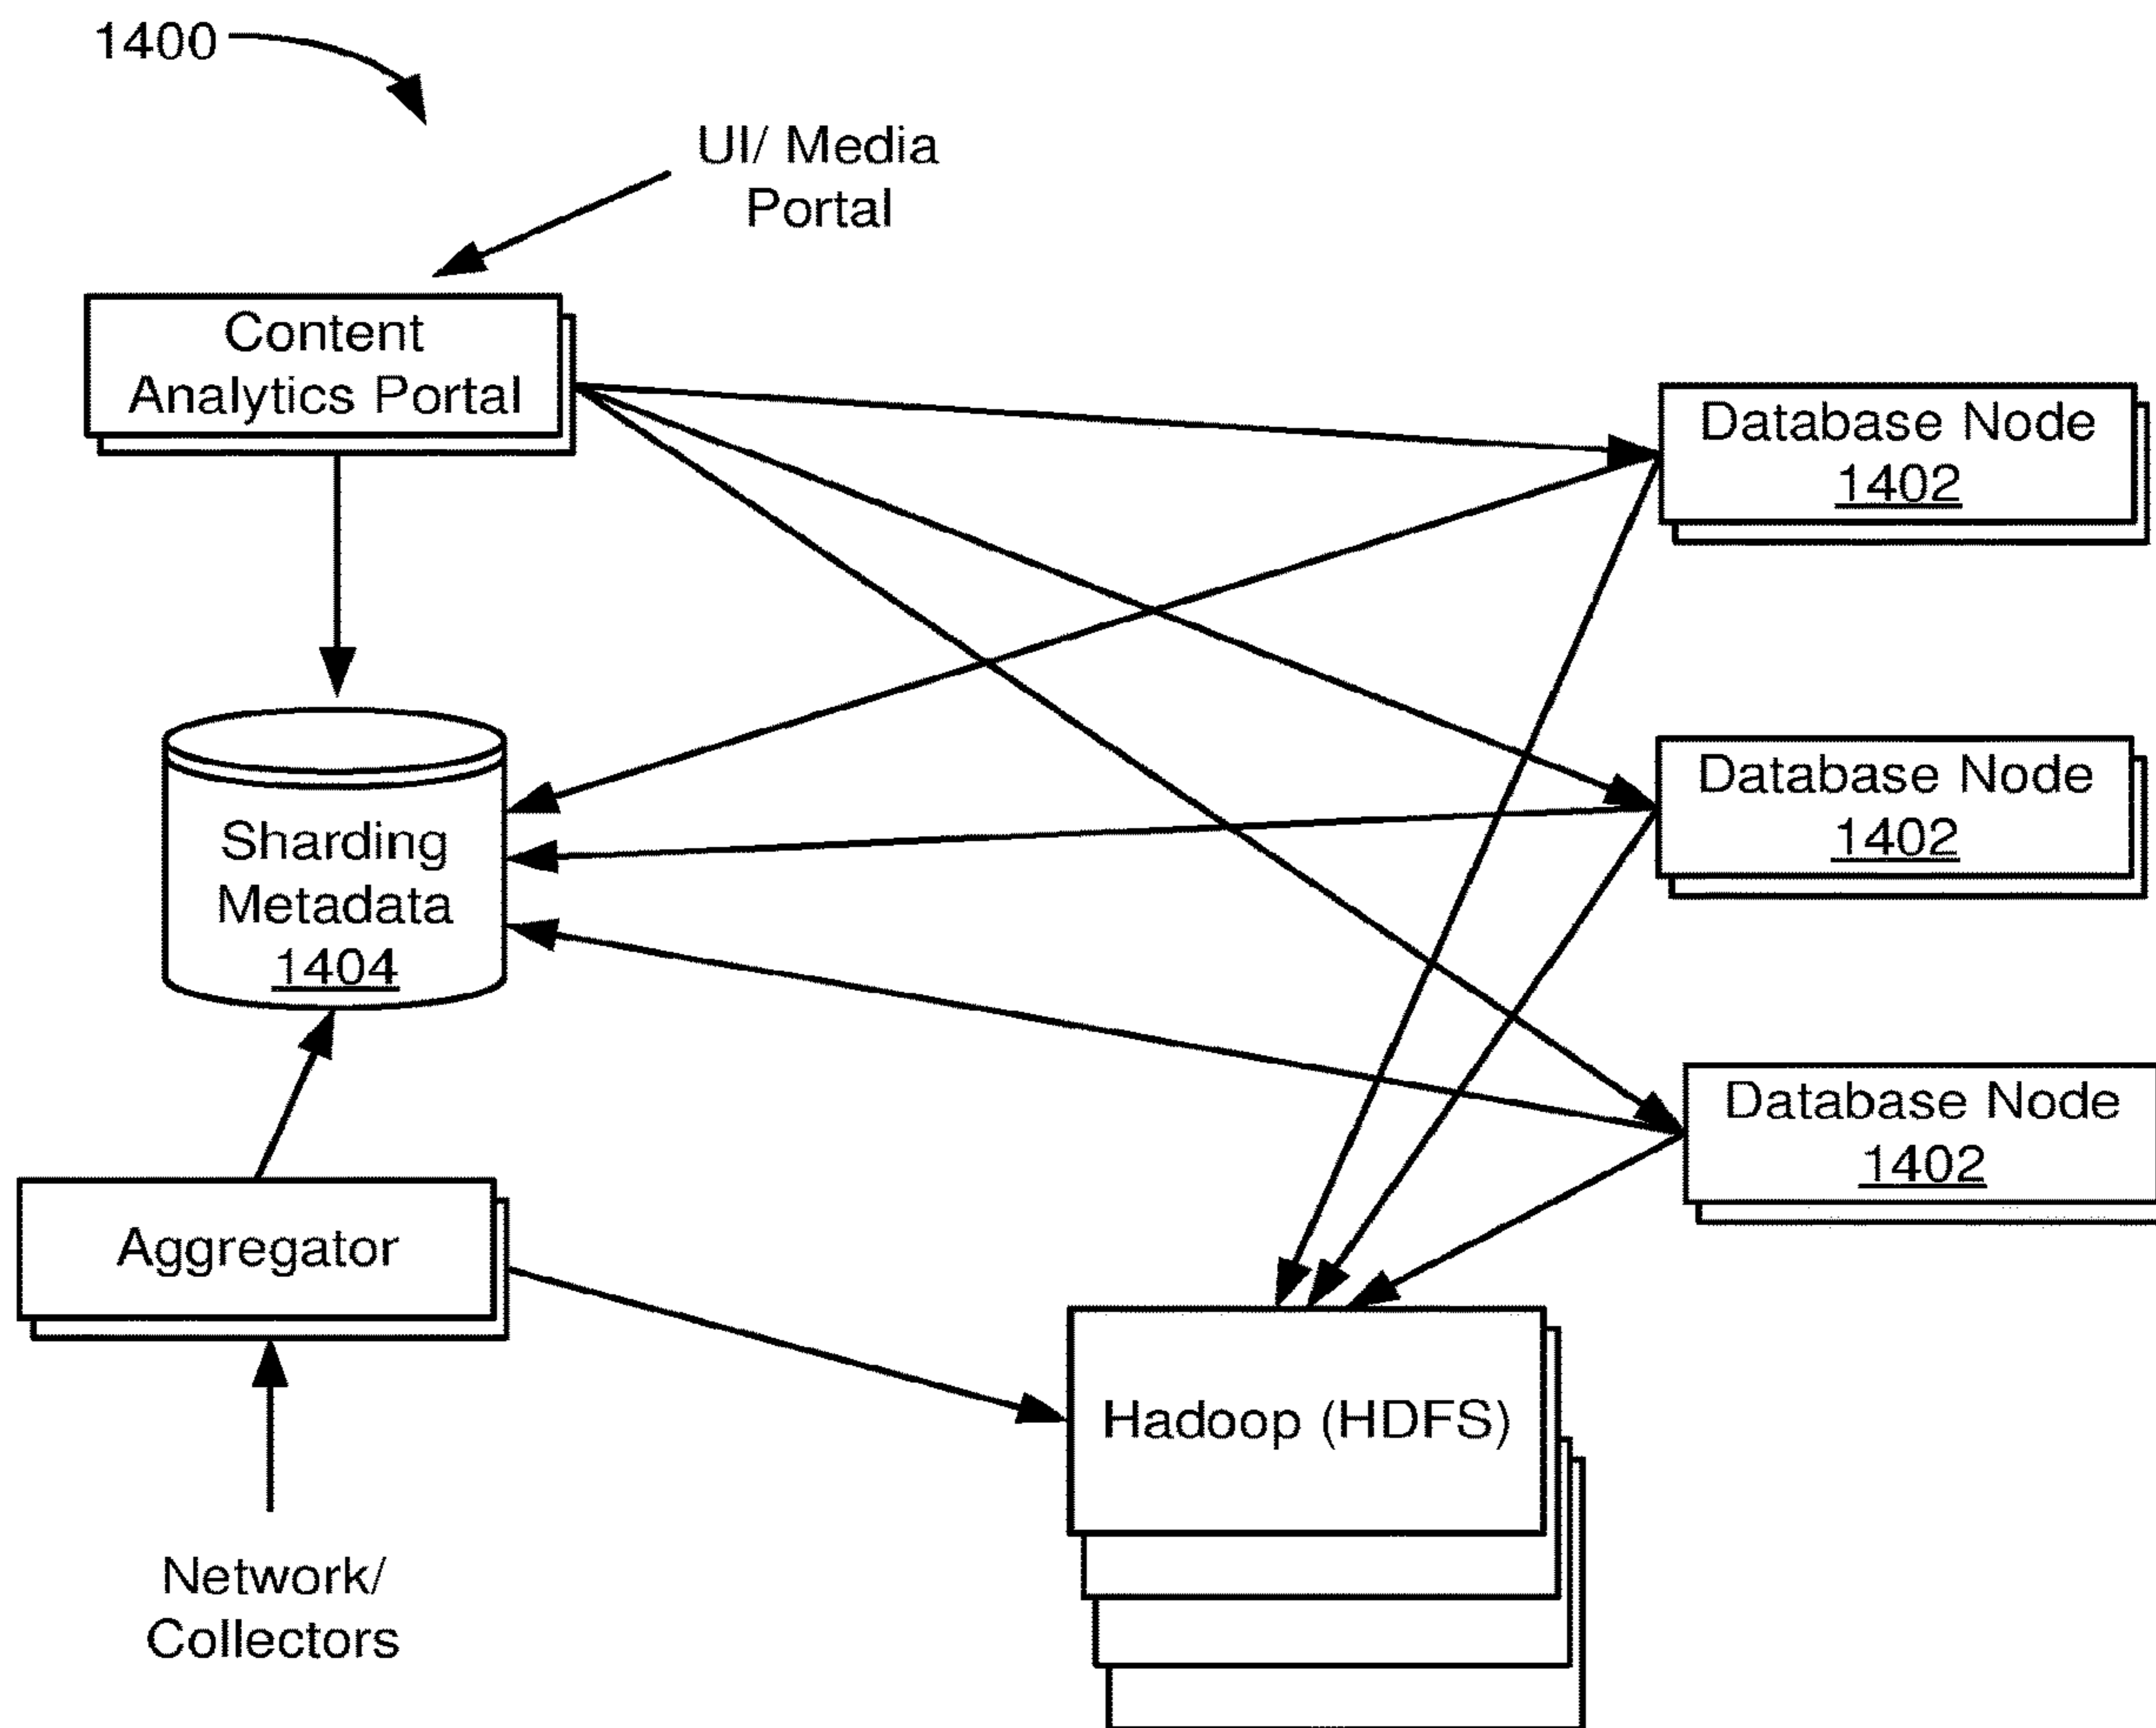 1400
UI/ Media
Portal
Content
Analytics Portal
Database Node
1402
Database Node
1402
Sharding
Metadata
1404
Database Node
1402
Aggregator
Hadoop (HDFS)
Network/
Collectors